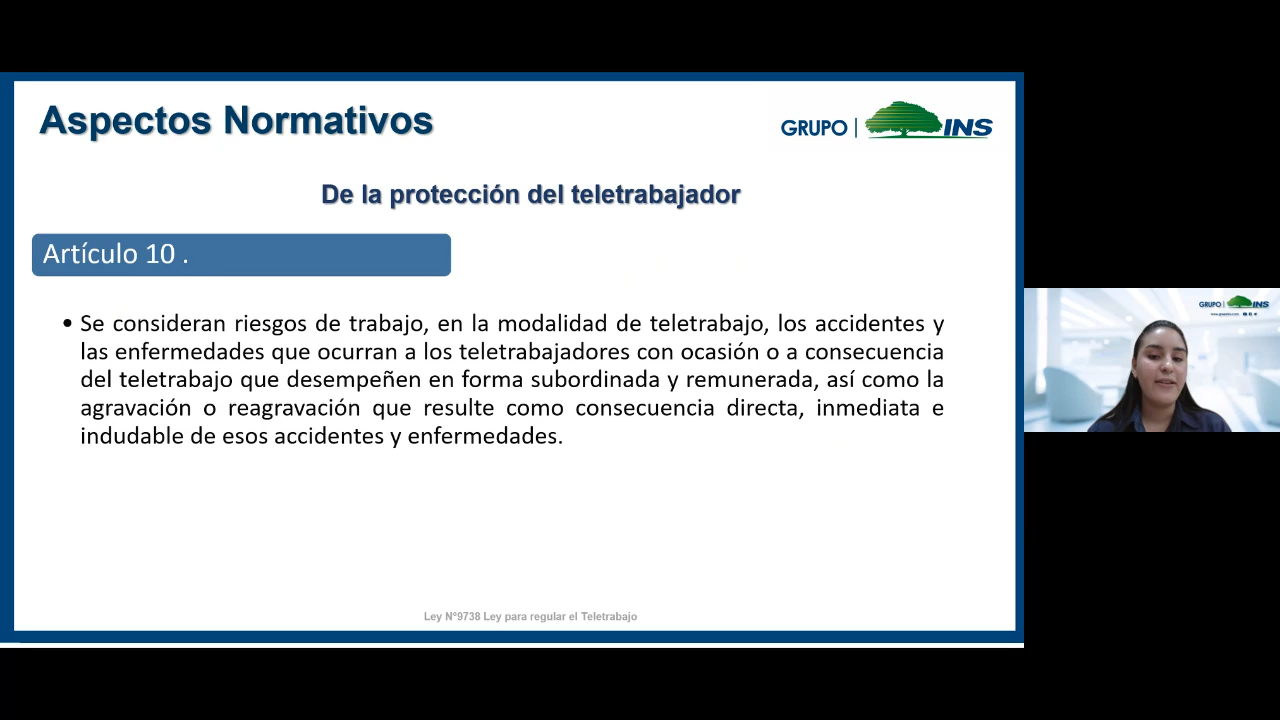 Aspectos Normativos
GRUPO | INS
De la protección del teletrabajador
Artículo 10 .
• Se consideran riesgos de trabajo, en la modalidad de teletrabajo, los accidentes y
las enfermedades que ocurran a los teletrabajadores con ocasión o a consecuencia
del teletrabajo que desempeñen en forma subordinada y remunerada, así como la
agravación o reagravación que resulte como consecuencia directa, inmediata e
indudable de esos accidentes y enfermedades.
Ley N°9738 Ley para regular el Teletrabajo
GRUPO | INS